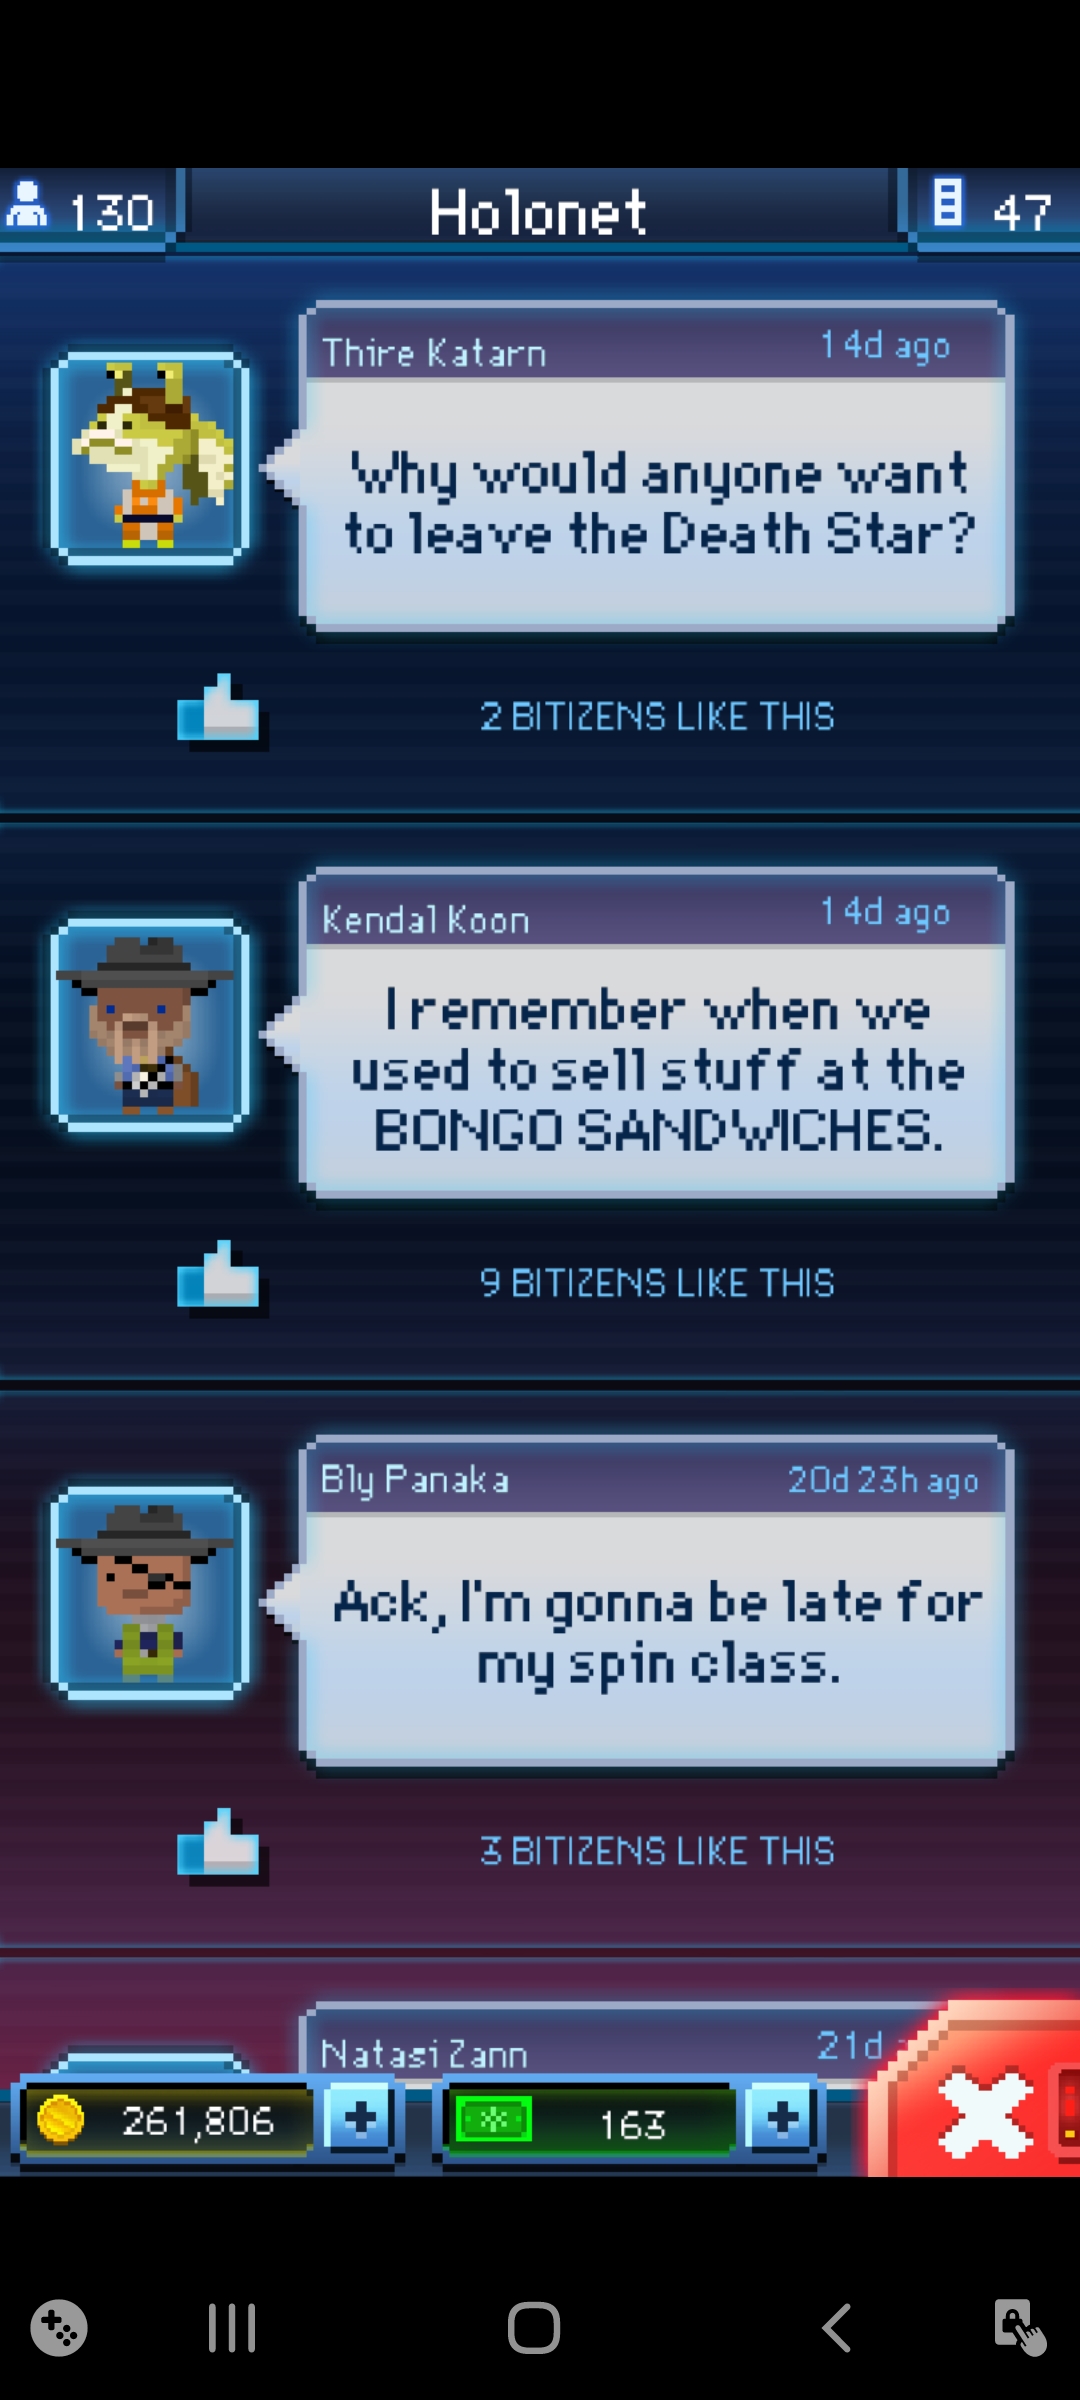 130
Holonet
47
Thire Katarn
14d ago
Why would anyone want
to leave the Death Star?
2 BITIZENS LIKE THIS
Kendal Koon
14d ago
I remember when we
used to sell stuff at the
BONGO SANDWICHES.
9 BITIZENS LIKE THIS
Bly Panaka
20d 23h ago
Ack, I'm gonna be late for
my spin class.
3 BITIZENS LIKE THIS
Natasi Zann
21d
261,806
163